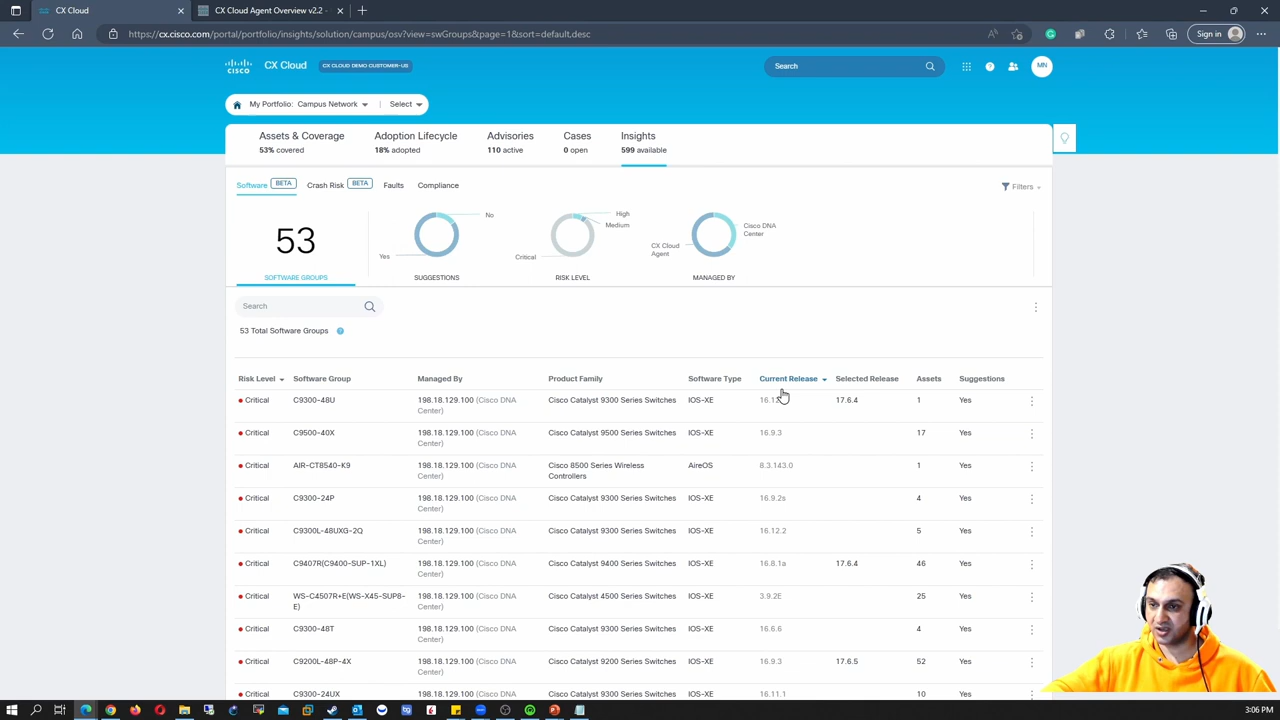 CX Cloud
CX Cloud Agent Overview v2.2 -
https://cx.cisco.com/portal/portfolio/insights/solution/campus/osv?view=swGroups&page=1&sort=default,desc
Sign in
CISCO
CX Cloud
CX CLOUD DEMO CUSTOMER-US
Search
MN
My Portfolio: Campus Network
Select
Assets & Coverage
53% covered
Adoption Lifecycle
18% adopted
Advisories
110 active
Cases
0 open
Insights
599 available
Software BETA
Crash Risk BETA
Faults
Compliance
Filters
53
SOFTWARE GROUPS
No
Yes
SUGGESTIONS
High
Medium
Critical
RISK LEVEL
Cisco DNA
Center
CX Cloud
Agent
MANAGED BY
Search
53 Total Software Groups
Risk Level Software Group Managed By Product Family Software Type Current Release Selected Release Assets Suggestions
Critical C9300-48U 198.18.129.100 (Cisco DNA Cisco Catalyst 9300 Series Switches IOS-XE 17.6.4 1 Yes
Center)
Critical C9500-40X 198.18.129.100 (Cisco DNA Cisco Catalyst 9500 Series Switches IOS-XE 16.9.3 17 Yes
Center)
Critical AIR-CT8540-K9 198.18.129.100 (Cisco DNA Cisco 8500 Series Wireless AireOS 8.3.143.0 1 Yes
Center) Controllers
Critical C9300-24P 198.18.129.100 (Cisco DNA Cisco Catalyst 9300 Series Switches IOS-XE 16.9.2s 4 Yes
Center)
Critical C9300L-48UXG-2Q 198.18.129.100 (Cisco DNA Cisco Catalyst 9300 Series Switches IOS-XE 16.12.2 5 Yes
Center)
Critical C9407R(C9400-SUP-1XL) 198.18.129.100 (Cisco DNA Cisco Catalyst 9400 Series Switches IOS-XE 16.8.1a 17.6.4 46 Yes
Center)
Critical WS-C4507R+E(WS-X45-SUP8- 198.18.129.100 (Cisco DNA Cisco Catalyst 4500 Series Switches IOS-XE 3.9.2E 25 Yes
E) Center)
Critical C9300-48T 198.18.129.100 (Cisco DNA Cisco Catalyst 9300 Series Switches IOS-XE 16.6.6 4 Yes
Center)
Critical C9200L-48P-4X 198.18.129.100 (Cisco DNA Cisco Catalyst 9200 Series Switches IOS-XE 16.9.3 17.6.5 52 Yes
Center)
Critical C9300-24UX 198.18.129.100 (Cisco DNA Cisco Catalyst 9300 Series Switches IOS-XE 16.11.1 10 Yes
3:06 PM